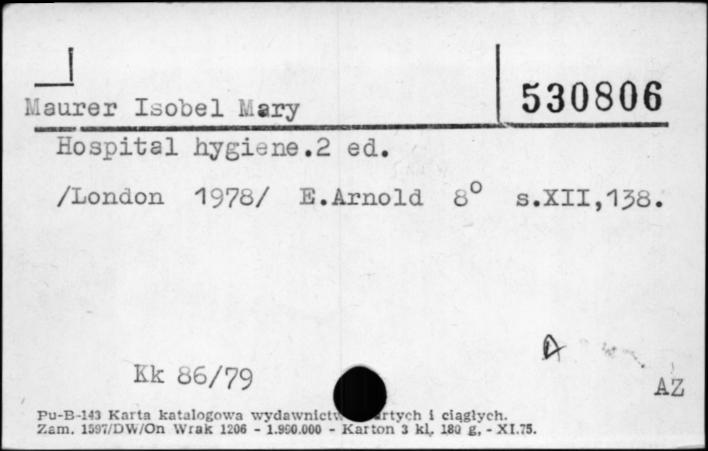 530806
Maurer Isobel Mary
Hospital hygiene.2 ed.
/London 1978/ E.Arnold 8° s.XII,138.
Kk 86/79
AZ
Pu-B-143 Karta katalogowa wydawnictw i ciągłych.
Zam. 1597/DW/On Wrak 1206 - 1.990.000 - Karton 3 kl. 180 g, - XI.75.